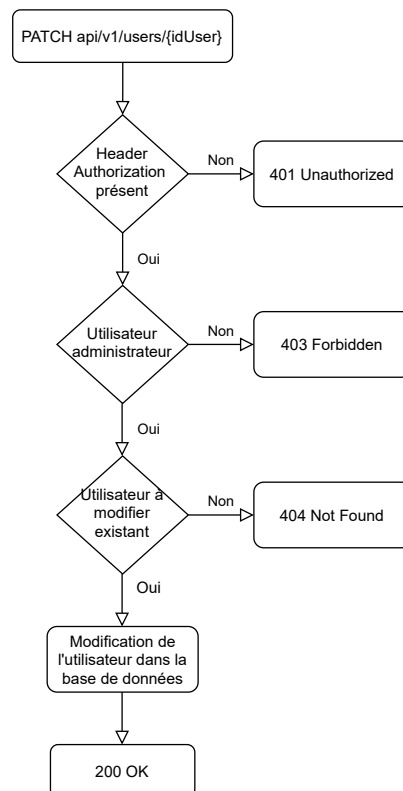 PATCH api/v1/users/{idUser}
Header
Authorization
présent
Non
401 Unauthorized
Oui
Utilisateur
administrateur
Non
403 Forbidden
Oui
Utilisateur à
modifier
existant
Non
404 Not Found
Oui
Modification de
l'utilisateur dans la
base de données
200 OK